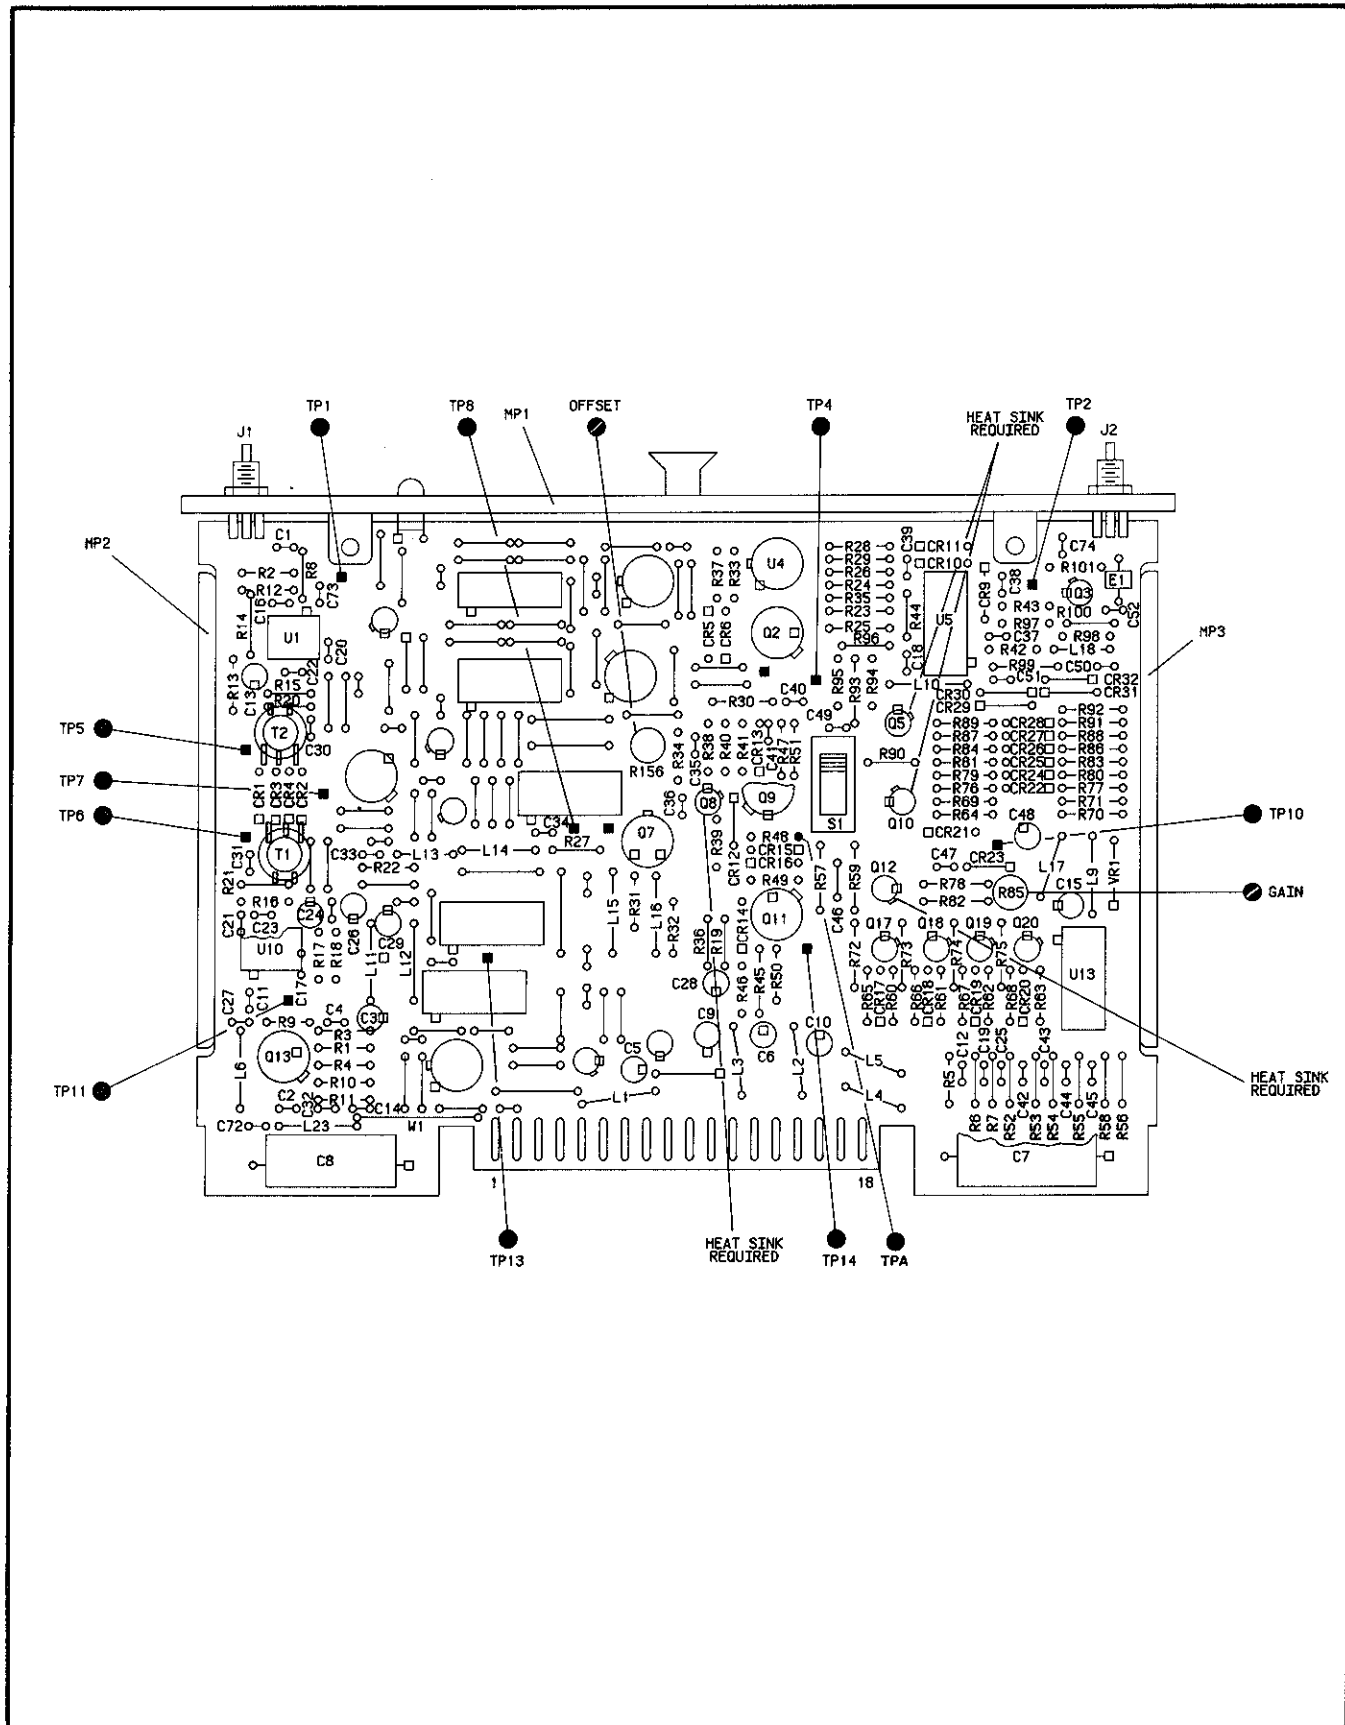 TP1
TP8
MP1
OFFSET
TP4
HEAT SINK
REQUIRED
TP2
J1
J2
MP2
MP3
TP5
TP7
TP6
TP10
GAIN
TP11
HEAT SINK
REQUIRED
C1
R2
R12
C16
R8
C73
R14
U1
C20
C22
R13
C13
R15
R20
T2
C30
CR1
CR3
CR4
CR2
T1
C31
R21
R16
C21
C23
C24
U10
R17
R18
C26
C29
C33
R22
L13
L14
L11
L12
C17
C11
C27
R9
C4
C3
R3
R1
R4
R10
R11
Q13
L6
C2
C32
C14
W1
C72
L23
C8
C34
R27
R156
Q7
R31
L15
L16
R32
C5
L1
C9
C28
R36
R19
R37
R33
U4
Q2
CR5
CR6
R30
C40
R34
C35
R38
R40
R41
CR13
C41
R47
R51
C36
Q8
Q9
R39
CR12
R48
CR15
CR16
R49
Q11
CR14
R46
R45
R50
L3
C6
L2
C10
L5
L4
R28
R29
R26
R24
R35
R23
R25
R96
C39
CR11
CR10
R44
U5
C18
L10
R95
R93
R94
C49
Q5
R90
Q10
S1
R57
C46
R59
Q12
R72
CR9
C38
R43
R97
C37
R42
R99
C51
CR30
CR29
C74
R101
Q3
E1
R100
C52
R98
L18
C50
CR32
CR31
R89
R87
R84
R81
R79
R76
R69
R64
CR28
CR27
CR26
CR25
CR24
CR22
R92
R91
R88
R86
R83
R80
R77
R71
R70
CR21
C48
C47
CR23
L17
L9
VR1
R78
R82
R85
C15
Q17
Q18
Q19
Q20
R73
R74
R75
U13
R65
CR17
R60
R66
CR18
R61
R67
CR19
R62
R68
CR20
R63
C12
C19
C25
C43
R5
R6
R7
R52
C42
R53
R54
C44
R55
C45
R58
R56
C7
1
18
TP13
HEAT SINK
REQUIRED
TP14
TPA